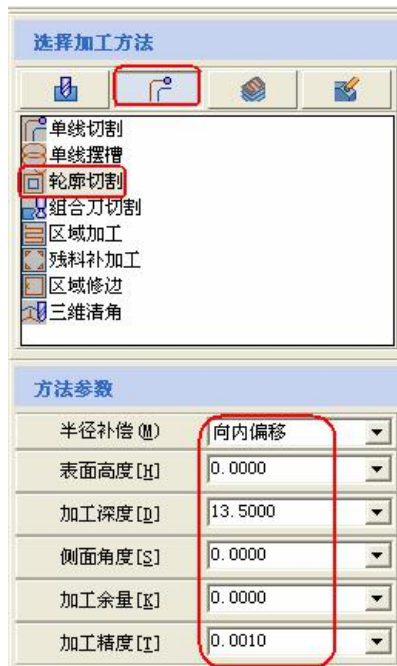 选择加工方法
单线切割
单线摆槽
轮廓切割
组合刀切割
区域加工
残料补加工
区域修边
三维清角
方法参数
半径补偿(M) 向内偏移
表面高度[H] 0.0000
加工深度[D] 13.5000
侧面角度[S] 0.0000
加工余量[K] 0.0000
加工精度[T] 0.0010